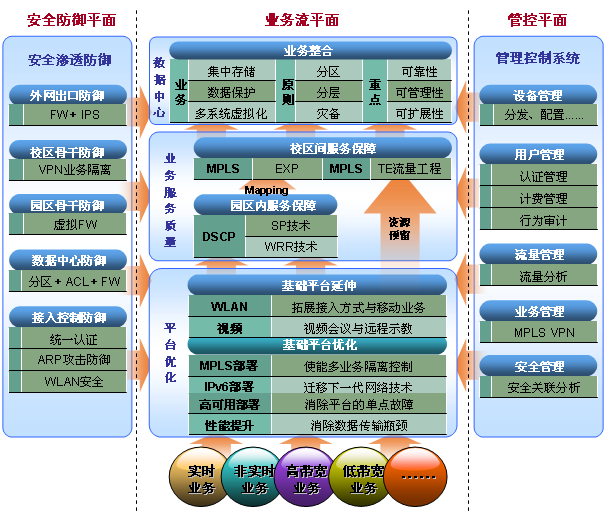 安全防御平面
业务流平面
管控平面
安全渗透防御
外网出口防御
FW+ IPS
校区骨干防御
VPN业务隔离
园区骨干防御
虚拟FW
数据中心防御
分区 + ACL + FW
接入控制防御
统一认证
ARP攻击防御
WLAN安全
数据中心
业务整合
业务
集中存储
数据保护
多系统虚拟化
原则
分区
分层
灾备
重点
可靠性
可管理性
可扩展性
业务服务质量
校区间服务保障
MPLS
EXP
MPLS
TE流量工程
Mapping
园区内服务保障
DSCP
SP技术
WRR技术
资源
预留
平台优化
基础平台延伸
WLAN
拓展接入方式与移动业务
视频
视频会议与远程示教
基础平台优化
MPLS部署
使能多业务隔离控制
IPv6部署
迁移下一代网络技术
高可用部署
消除平台的单点故障
性能提升
消除数据传输瓶颈
实时
业务
非实时
业务
高带宽
业务
低带宽
业务
······
管理控制系统
设备管理
分发、配置......
用户管理
认证管理
计费管理
行为审计
流量管理
流量分析
业务管理
MPLS VPN
安全管理
安全关联分析